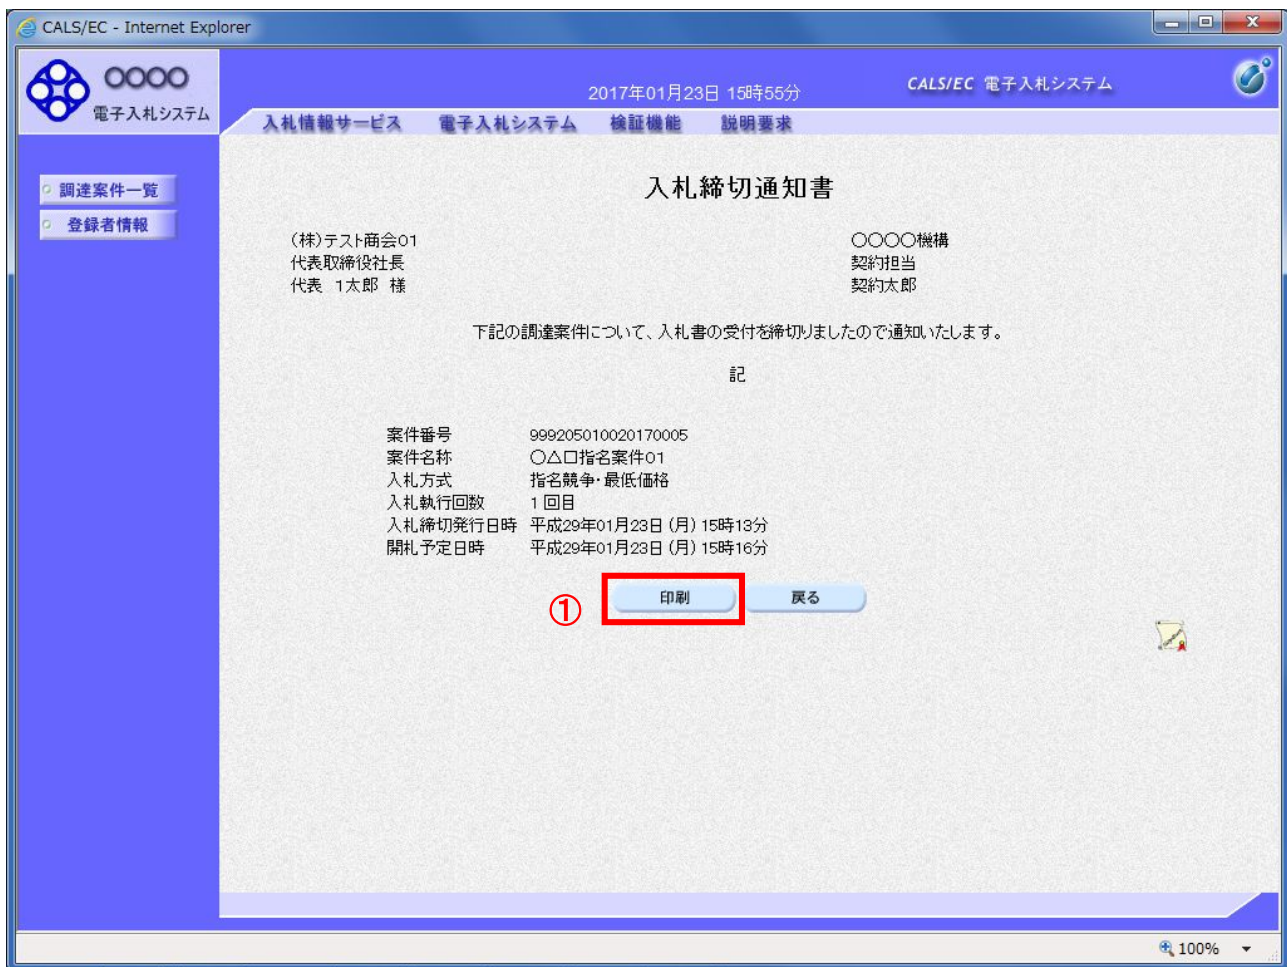 CALS/EC - Internet Explorer
○○○○
電子入札システム
2017年01月23日 15時55分
CALS/EC 電子入札システム
入札情報サービス 電子入札システム 検証機能 説明要求
調達案件一覧
登録者情報
入札締切通知書
(株)テスト商会01
代表取締役社長
代表 1太郎 様
○○○○機構
契約担当
契約太郎
下記の調達案件について、入札書の受付を締切りましたので通知いたします。
記
案件番号 999205010020170005
案件名称 ○△口指名案件01
入札方式 指名競争・最低価格
入札執行回数 1回目
入札締切発行日時 平成29年01月23日 (月) 15時13分
開札予定日時 平成29年01月23日 (月) 15時16分
① 印刷 戻る
100%